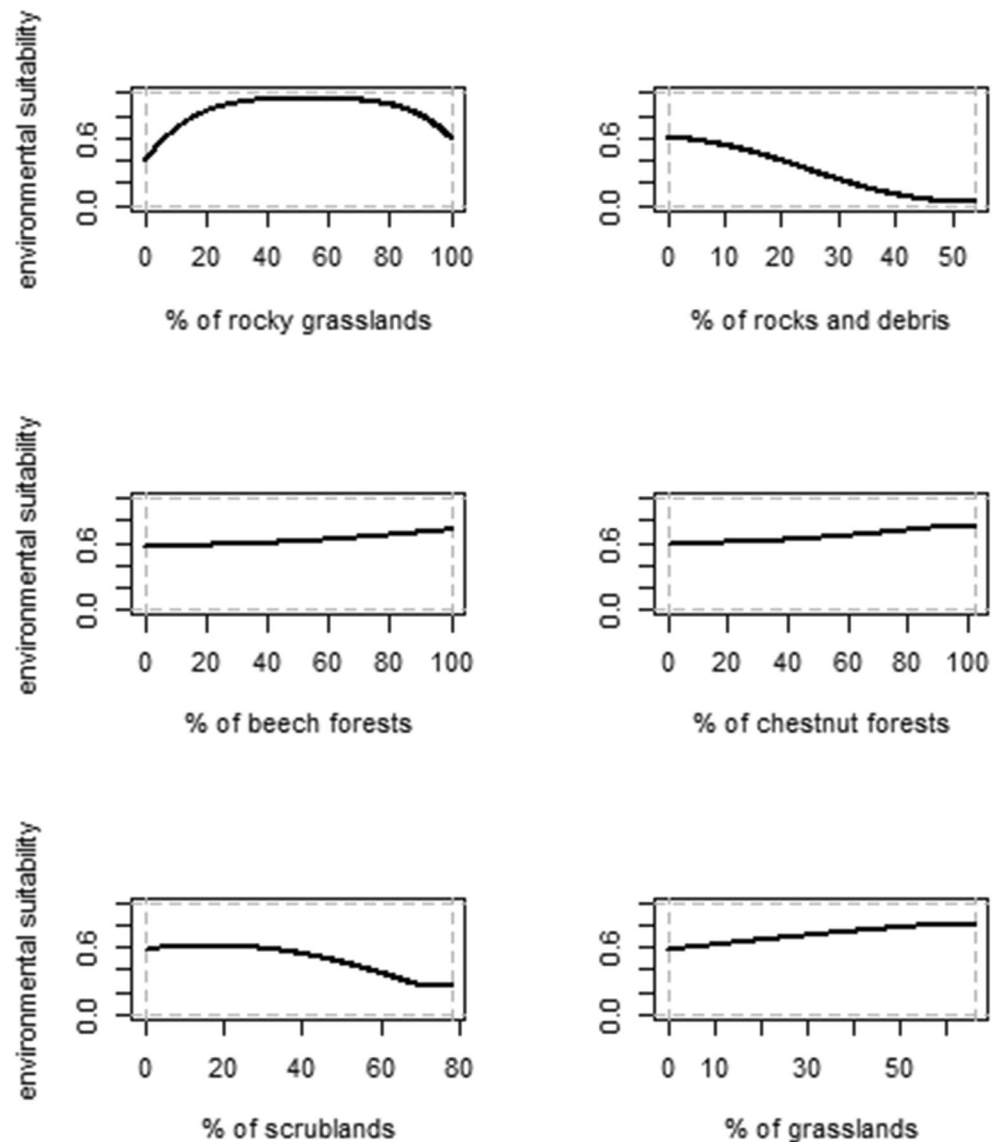 environmental suitability
0.6
0.0
0 20 40 60 80 100
% of rocky grasslands
0.6
0.0
0 10 20 30 40 50
% of rocks and debris
environmental suitability
0.6
0.0
0 20 40 60 80 100
% of beech forests
0.6
0.0
0 20 40 60 80 100
% of chestnut forests
environmental suitability
0.6
0.0
0 20 40 60 80
% of scrublands
0.6
0.0
0 10 30 50
% of grasslands